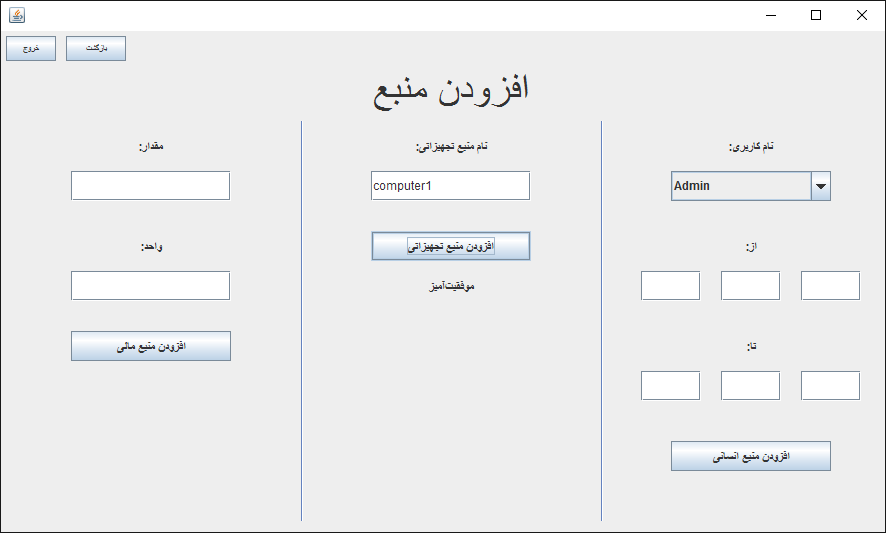 خروج
بازگشت
افزودن منبع
نام کاربری:
Admin
از:
تا:
افزودن منبع انسانی
نام منبع تجهیزاتی:
computer1
افزودن منبع تجهیزاتی
موفقیت‌آمیز
مقدار:
واحد:
افزودن منبع مالی